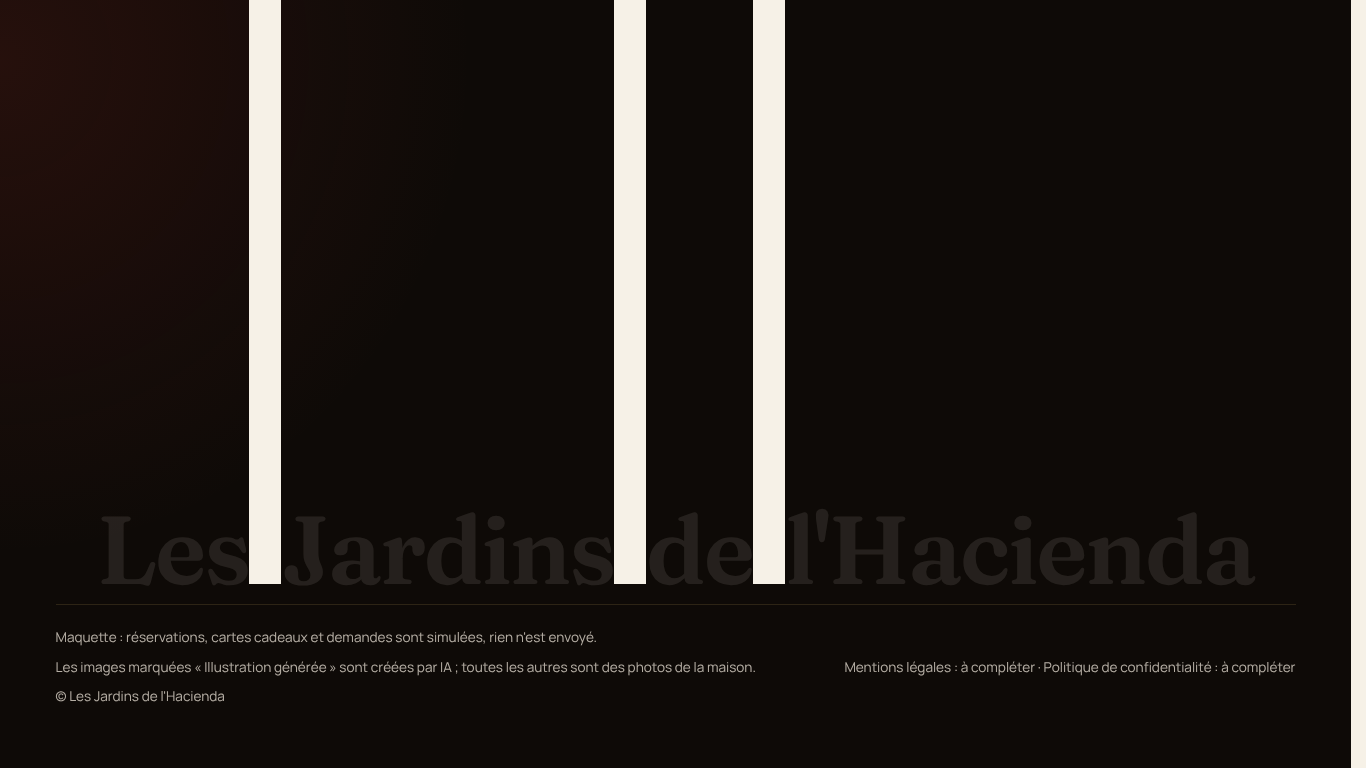 Les Jardins de l'Hacienda
Maquette : réservations, cartes cadeaux et demandes sont simulées, rien n'est envoyé.
Les images marquées « Illustration générée » sont créées par IA ; toutes les autres sont des photos de la maison.
Mentions légales : à compléter · Politique de confidentialité : à compléter
© Les Jardins de l'Hacienda